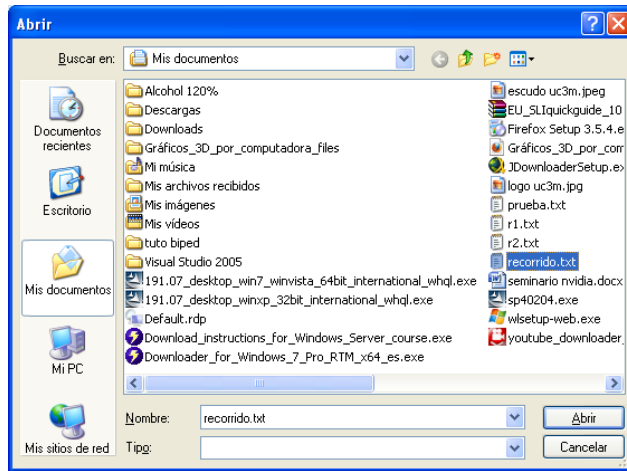 Abrir
Buscar en:
Mis documentos
Documentos
recientes
Escritorio
Mis documentos
Mi PC
Mis sitios de red
Alcohol 120%
Descargas
Downloads
Gráficos_3D_por_computadora_files
Mi música
Mis archivos recibidos
Mis imágenes
Mis vídeos
tuto biped
Visual Studio 2005
191.07_desktop_win7_winvista_64bit_international_whql.exe
191.07_desktop_winxp_32bit_international_whql.exe
Default.rdp
Download_instructions_for_Windows_Server_course.exe
Downloader_for_Windows_7_Pro_RTM_x64_es.exe
escudo uc3m.jpeg
EU_SLIquickguide_10
Firefox Setup 3.5.4.e
Gráficos_3D_por_com
JDownloaderSetup.ex
logo uc3m.jpg
prueba.txt
r1.txt
r2.txt
recorrido.txt
seminario nvidia.docx
sp40204.exe
wlsetup-web.exe
youtube_downloader_
Nombre:
recorrido.txt
Abrir
Tipo:
Cancelar